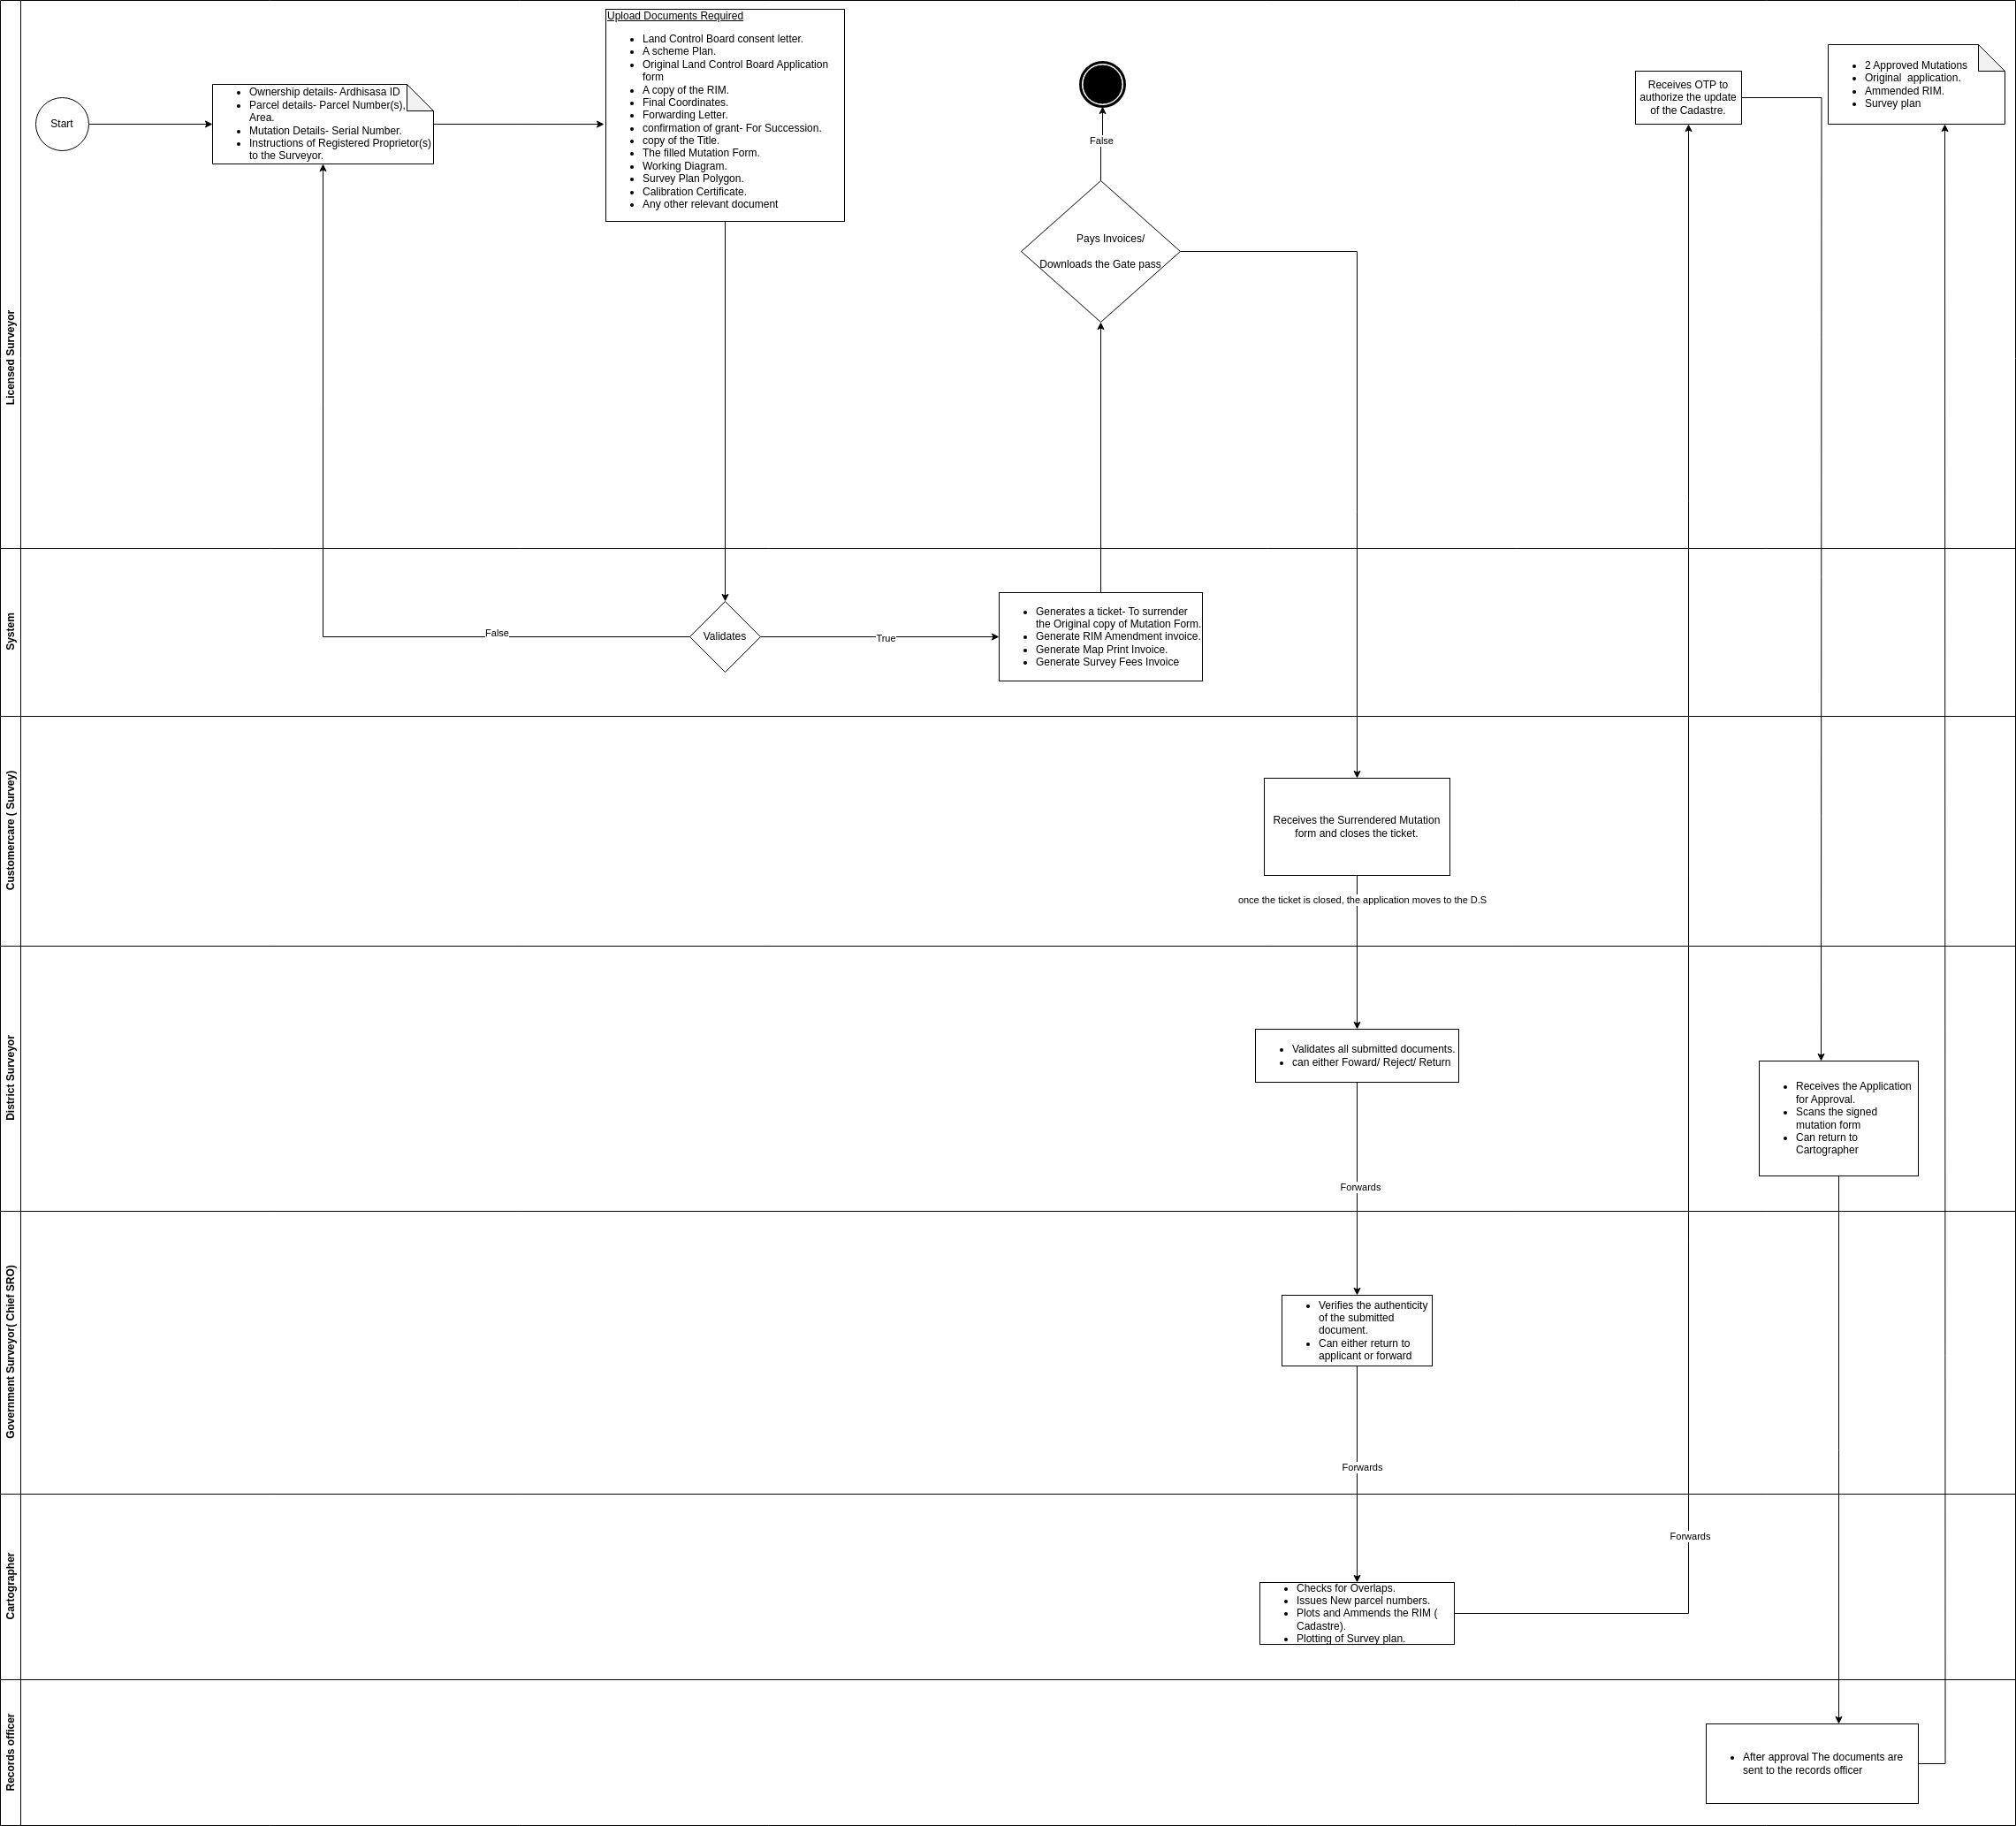 Licensed Surveyor
Start
Ownership details- Ardhisasa ID
Parcel details- Parcel Number(s),
Area.
Mutation Details- Serial Number.
Instructions of Registered Proprietor(s)
to the Surveyor.
Upload Documents Required
Land Control Board consent letter.
A scheme Plan.
Original Land Control Board Application
form
A copy of the RIM.
Final Coordinates.
Forwarding Letter.
confirmation of grant- For Succession.
copy of the Title.
The filled Mutation Form.
Working Diagram.
Survey Plan Polygon.
Calibration Certificate.
Any other relevant document
False
Pays Invoices/
Downloads the Gate pass
Receives OTP to
authorize the update
of the Cadastre.
2 Approved Mutations
Original  application.
Ammended RIM.
Survey plan
System
False
Validates
True
Generates a ticket- To surrender
the Original copy of Mutation Form.
Generate RIM Amendment invoice.
Generate Map Print Invoice.
Generate Survey Fees Invoice
Customercare ( Survey)
Receives the Surrendered Mutation
form and closes the ticket.
once the ticket is closed, the application moves to the D.S
District Surveyor
Validates all submitted documents.
can either Foward/ Reject/ Return
Forwards
Receives the Application
for Approval.
Scans the signed
mutation form
Can return to
Cartographer
Government Surveyor( Chief SRO)
Verifies the authenticity
of the submitted
document.
Can either return to
applicant or forward
Forwards
Cartographer
Checks for Overlaps.
Issues New parcel numbers.
Plots and Ammends the RIM (
Cadastre).
Plotting of Survey plan.
Forwards
Records officer
After approval The documents are
sent to the records officer